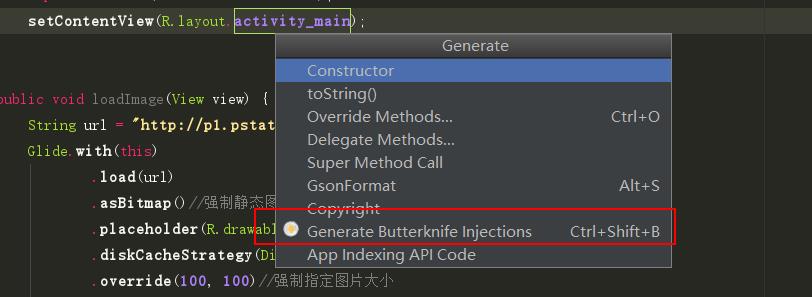 setContentView(R.layout.activity_main);
Generate
Constructor
toString()
Override Methods... Ctrl+O
Delegate Methods...
Super Method Call
GsonFormat Alt+S
Copyright
Generate Butterknife Injections Ctrl+Shift+B
App Indexing API Code
public void loadImage(View view) {
String url = "http://p1.pstat
Glide.with(this)
.load(url)
.asBitmap()//强制静态图
.placeholder(R.drawabl
.diskCacheStrategy(Di
.override(100, 100)//强制指定图片大小